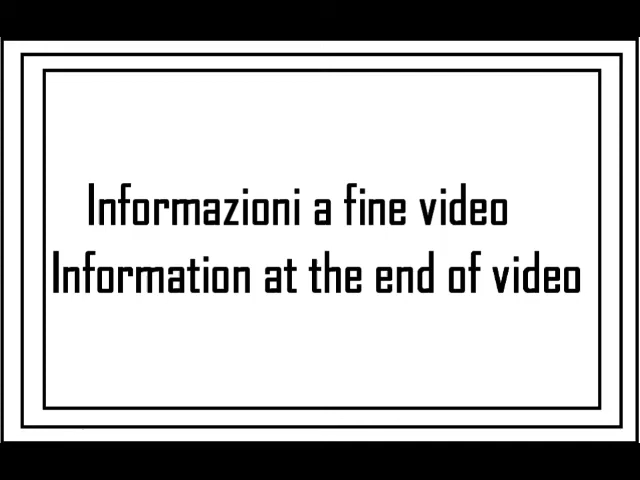 Informazioni a fine video
Information at the end of video